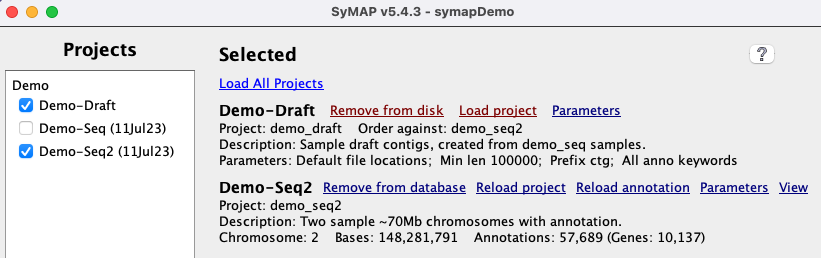 SyMAP v5.4.3 - symapDemo
Projects
Demo
Demo-Draft
Demo-Seq (11Jul23)
Demo-Seq2 (11Jul23)
Selected
?
Load All Projects
Demo-Draft Remove from disk Load project Parameters
Project: demo_draft Order against: demo_seq2
Description: Sample draft contigs, created from demo_seq samples.
Parameters: Default file locations; Min len 100000; Prefix ctg; All anno keywords
Demo-Seq2 Remove from database Reload project Reload annotation Parameters View
Project: demo_seq2
Description: Two sample ~70Mb chromosomes with annotation.
Chromosome: 2 Bases: 148,281,791 Annotations: 57,689 (Genes: 10,137)